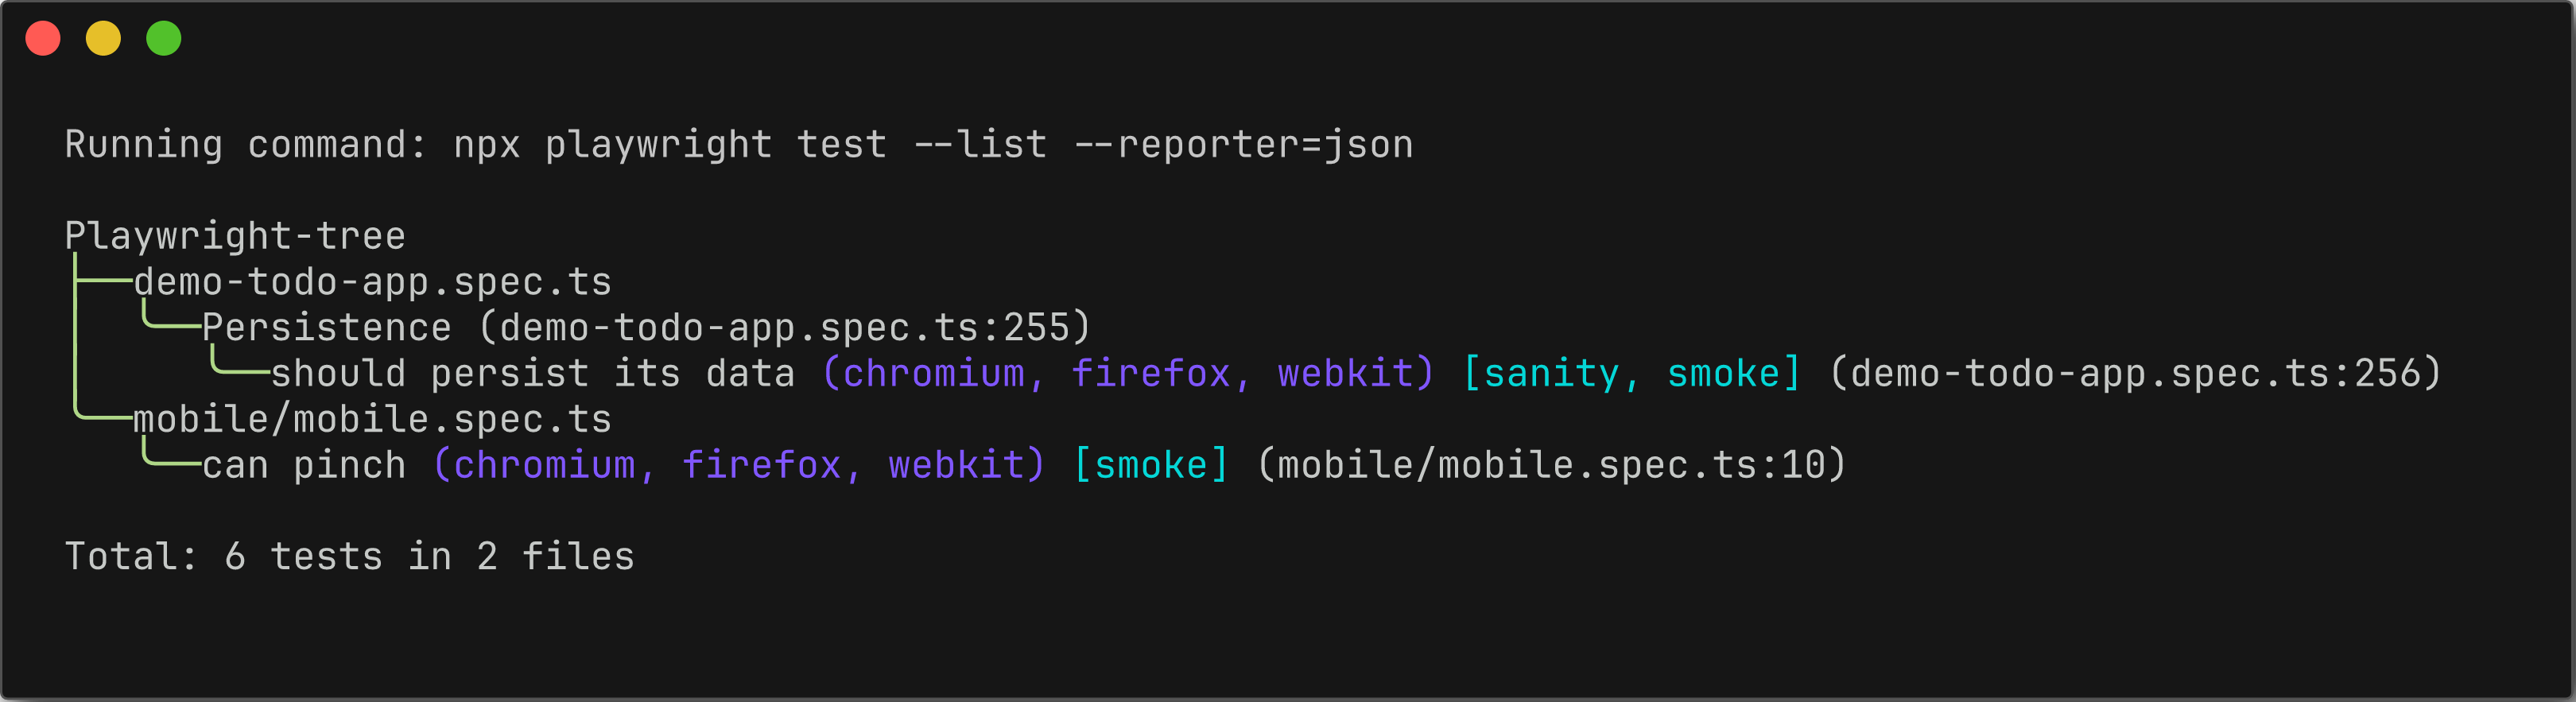 Running command: npx playwright test --list --reporter=json
Playwright-tree
demo-todo-app.spec.ts
Persistence (demo-todo-app.spec.ts:255)
should persist its data (chromium, firefox, webkit) [sanity, smoke] (demo-todo-app.spec.ts:256)
mobile/mobile.spec.ts
can pinch (chromium, firefox, webkit) [smoke] (mobile/mobile.spec.ts:10)
Total: 6 tests in 2 files